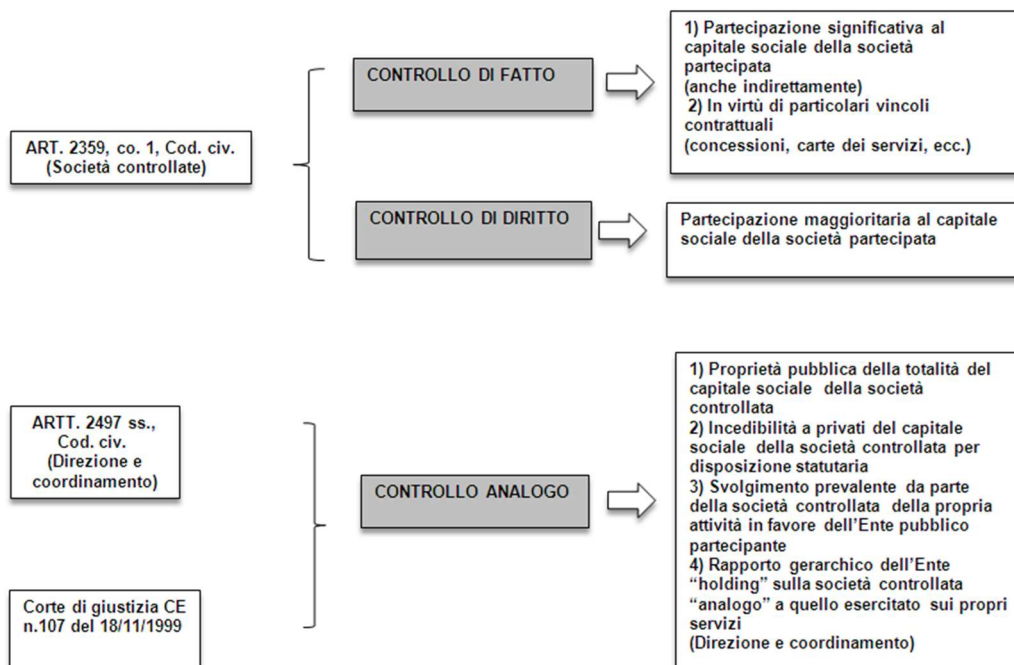 ART. 2359, co. 1, Cod. civ.
(Società controllate)
CONTROLLO DI FATTO
1) Partecipazione significativa al
capitale sociale della società
partecipata
(anche indirettamente)
2) In virtù di particolari vincoli
contrattuali
(concessioni, carte dei servizi, ecc.)
CONTROLLO DI DIRITTO
Partecipazione maggioritaria al capitale
sociale della società partecipata
ARTT. 2497 ss.,
Cod. civ.
(Direzione e
coordinamento)
Corte di giustizia CE
n.107 del 18/11/1999
CONTROLLO ANALOGO
1) Proprietà pubblica della totalità del
capitale sociale della società
controllata
2) Incedibilità a privati del capitale
sociale della società controllata per
disposizione statutaria
3) Svolgimento prevalente da parte
della società controllata della propria
attività in favore dell'Ente pubblico
partecipante
4) Rapporto gerarchico dell'Ente
"holding" sulla società controllata
"analogo" a quello esercitato sui propri
servizi
(Direzione e coordinamento)